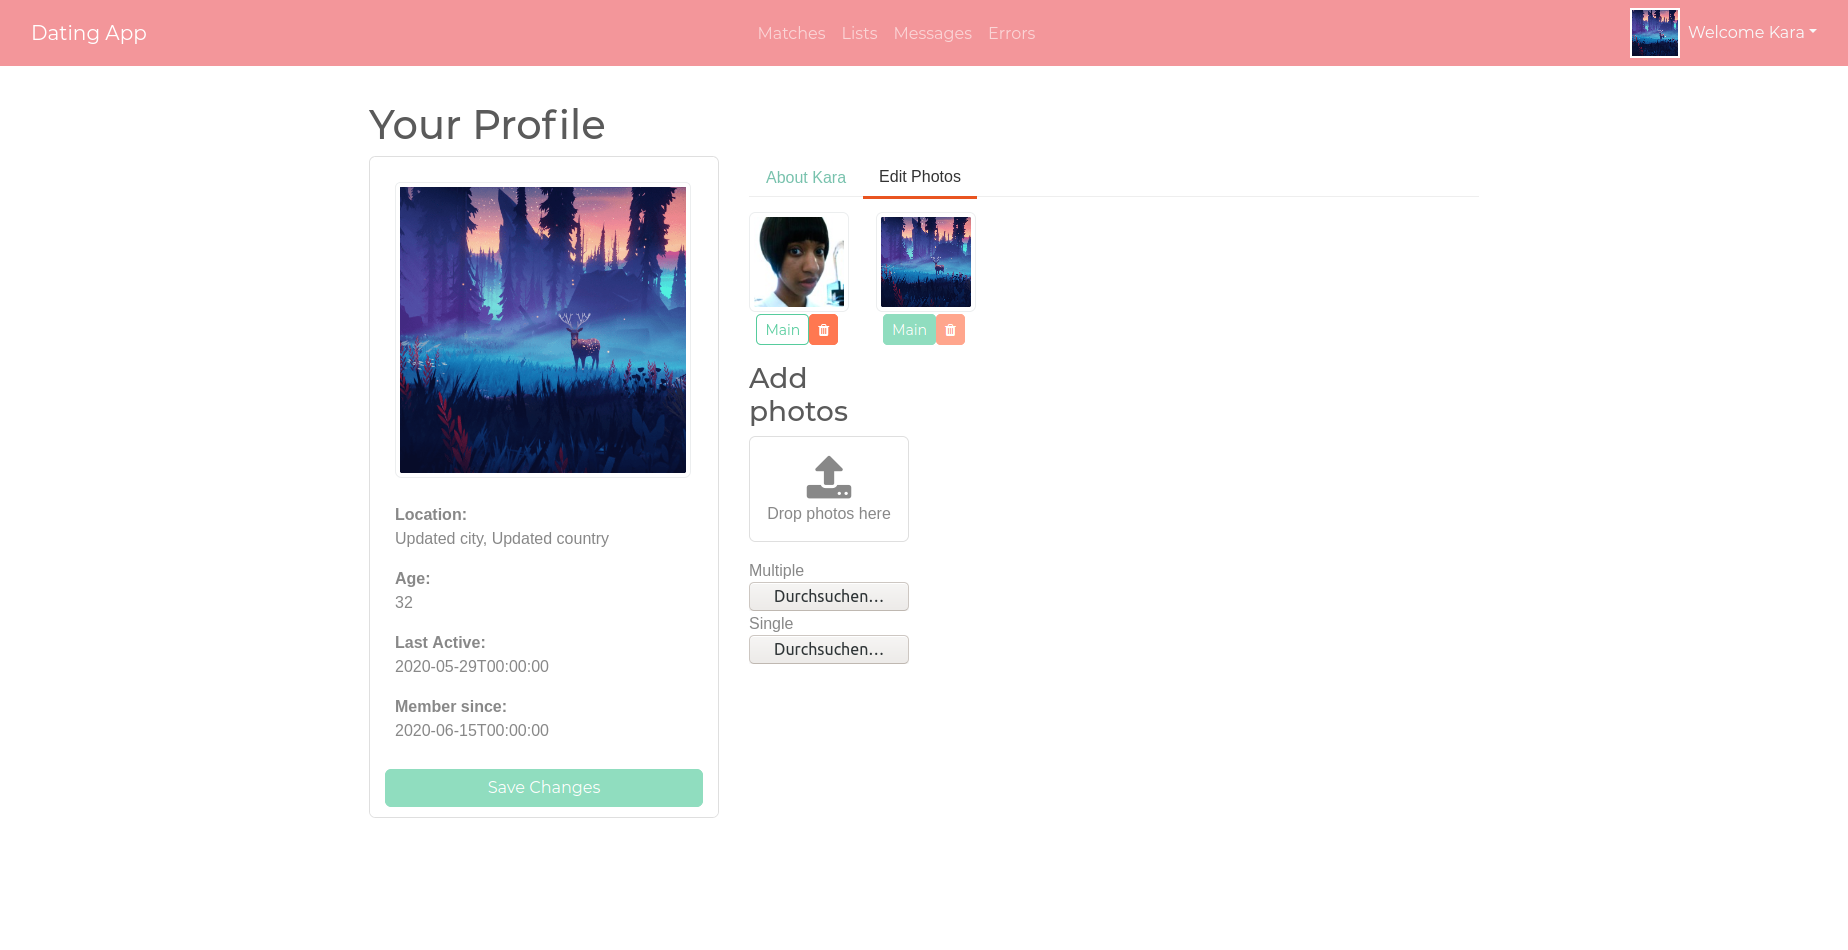 Dating App
Matches Lists Messages Errors
Welcome Kara
Your Profile
About Kara
Edit Photos
Main
Main
Add
photos
Drop photos here
Multiple
Durchsuchen...
Single
Durchsuchen...
Location:
Updated city, Updated country
Age:
32
Last Active:
2020-05-29T00:00:00
Member since:
2020-06-15T00:00:00
Save Changes